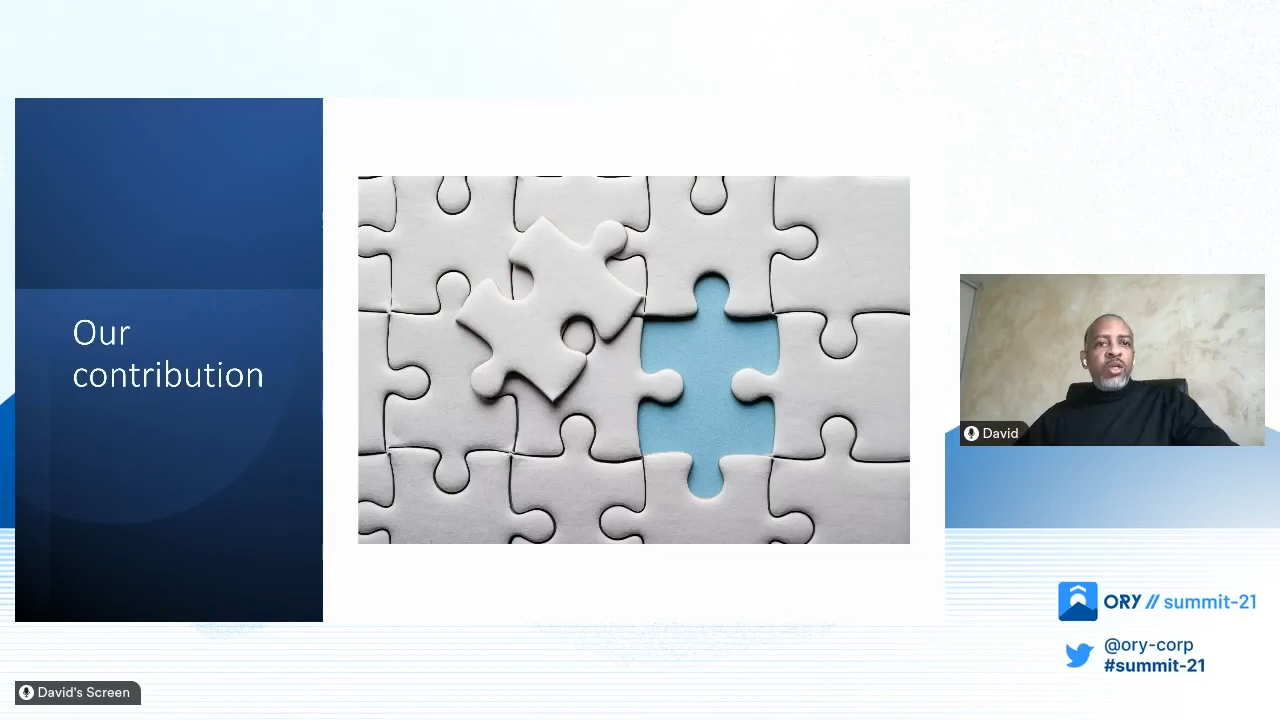 Our
contribution
David
ORY // summit-21
@ory-corp
#summit-21
David's Screen